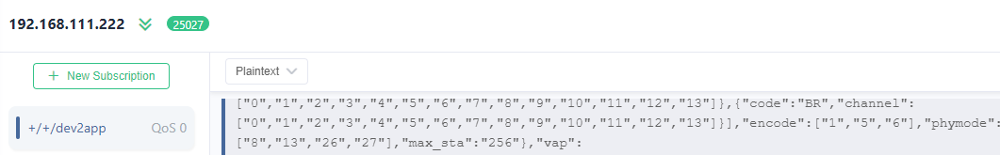 192.168.111.222 25027
+ New Subscription
Plaintext
+/+/dev2app QoS 0
["0","1","2","3","4","5","6","7","8","9","10","11","12","13"]},{"code":"BR","channel":
["0","1","2","3","4","5","6","7","8","9","10","11","12","13"]}],"encode":["1","5","6"],"phymode":
["8","13","26","27"],"max_sta":"256"},"vap":